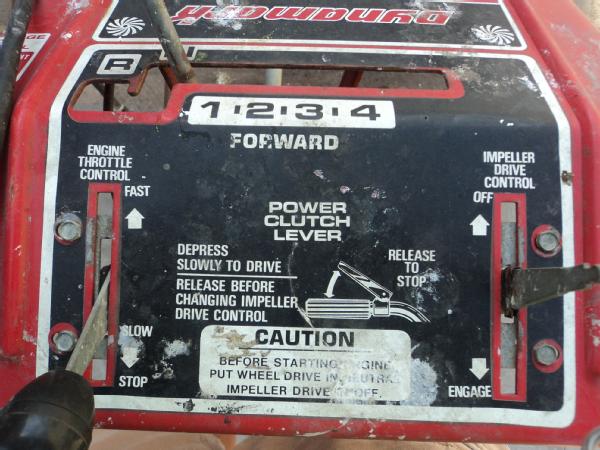 Dynamark
R N
1 2 3 4
FORWARD
ENGINE
THROTTLE
CONTROL
FAST
SLOW
STOP
POWER
CLUTCH
LEVER
DEPRESS
SLOWLY TO DRIVE
RELEASE BEFORE
CHANGING IMPELLER
DRIVE CONTROL
RELEASE
TO
STOP
IMPELLER
DRIVE
CONTROL
OFF
ENGAGE
CAUTION
BEFORE STARTING ENGINE
PUT WHEEL DRIVE IN NEUTRAL
IMPELLER DRIVE OFF.